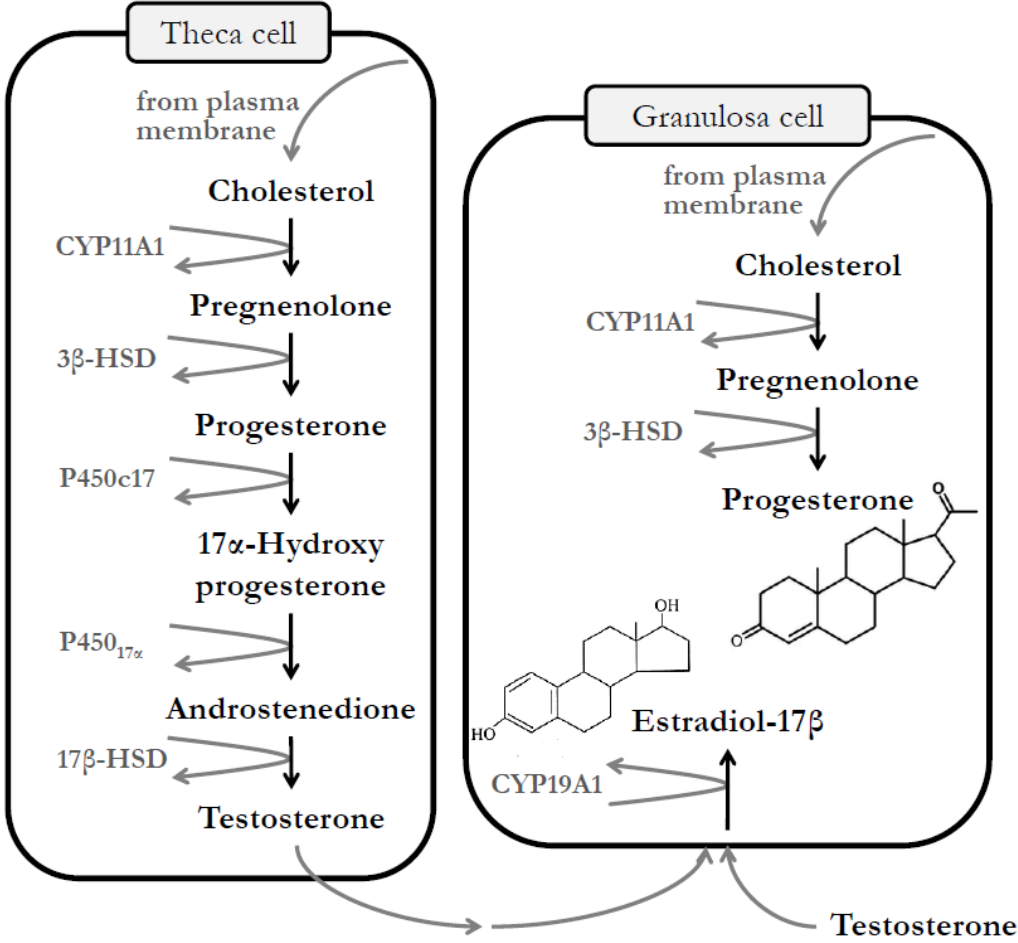 Theca cell
from plasma
membrane
Cholesterol
CYP11A1
Pregnenolone
3β-HSD
Progesterone
P450c17
17α-Hydroxy
progesterone
P450₁₇α
Androstenedione
17β-HSD
Testosterone
Granulosa cell
from plasma
membrane
Cholesterol
CYP11A1
Pregnenolone
3β-HSD
Progesterone
O
O
OH
HO
Estradiol-17β
CYP19A1
Testosterone